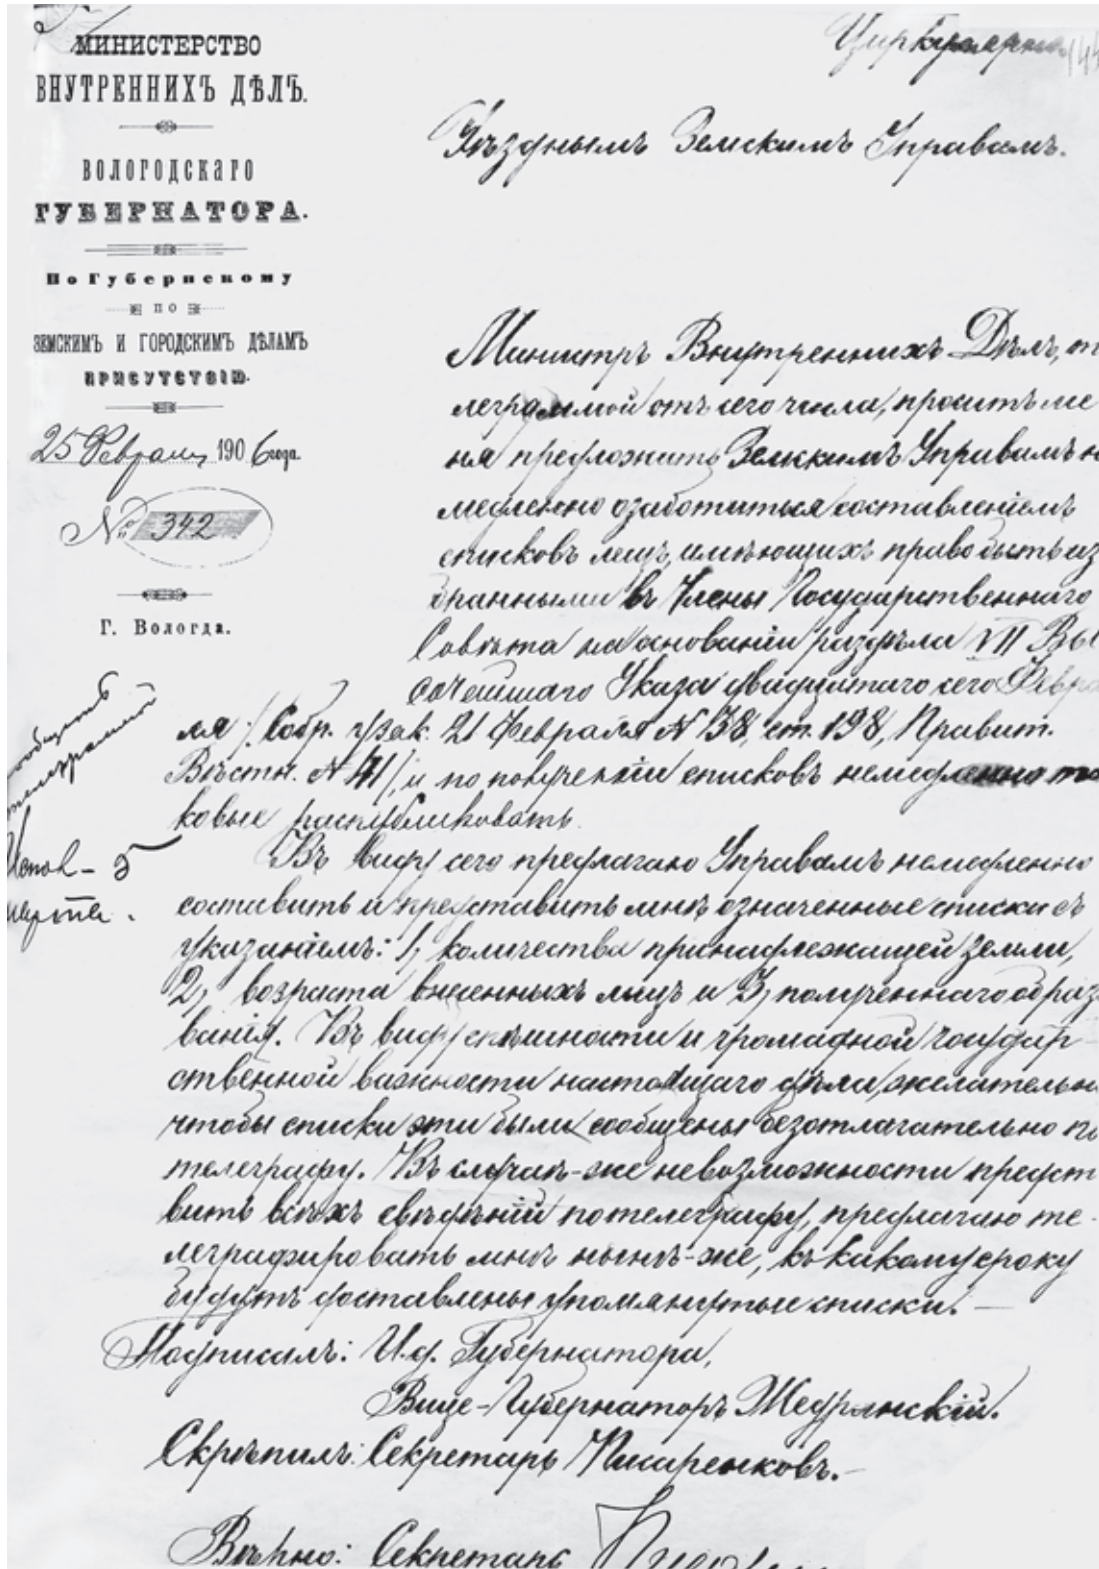 МИНИСТЕРСТВО
ВНУТРЕННИХЪ ДѢЛЪ.
ВОЛОГОДСКАГО
ГУБЕРНАТОРА.
По Губернскому
ПО
ЗЕМСКИМЪ И ГОРОДСКИМЪ ДѢЛАМЪ
ПРИСУТСТВІЮ.
25 Февраля 1906 года
№ 342
Г. Вологда.
сообщить
телеграммой
Циркулярно.
Уѣзднымъ Земскимъ Управамъ.
Министръ Внутреннихъ Дѣлъ, т
леграммой отъ сего числа, проситъ ме
ня предложить Земскимъ Управамъ н
медленно озаботиться составленіемъ
списковъ лицъ, имѣющихъ право быть из
бранными въ Члены Государственнаго
Совѣта на основаніи раздѣла VII Вы
сочайшаго Указа двадцатаго сего Февра
ля /Собр. узак. 21 Февраля № 38, ст. 198, Правит.
Вѣстн. № 41/, и по полученіи списковъ немедленно та
ковые распубликовать.
Въ виду сего предлагаю Управамъ немедленно
составить и представить мнѣ означенные списки съ
указаніемъ: 1, количества принадлежащей земли,
2, возраста внесенныхъ лицъ и 3, полученнаго образ
ванія. Въ виду спѣшности и громадной государ
ственной важности настоящаго дѣла, желательн
чтобы списки эти были сообщены безотлагательно по
телеграфу. Въ случаѣ-же невозможности предст
вить всѣхъ свѣдѣній по телеграфу, предлагаю те-
леграфировать мнѣ нынѣ-же, къ какому сроку
будутъ доставлены упомянутые списки. —
Подписалъ: И.д. Губернатора,
Вице-Губернаторъ
Скрѣпилъ: Секретарь Писаренковъ. —
Вѣрно: Секретарь